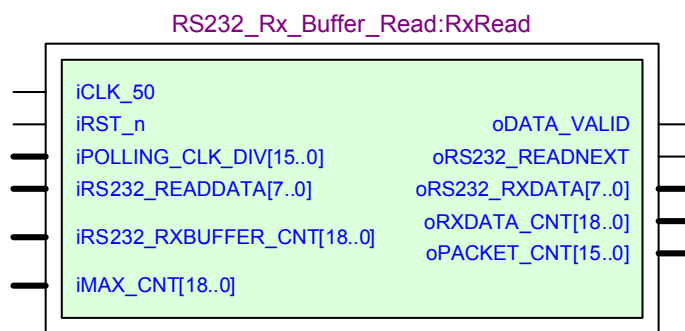 RS232_Rx_Buffer_Read:RxRead
iCLK_50
iRST_n
iPOLLING_CLK_DIV[15..0]
iRS232_READDATA[7..0]
iRS232_RXBUFFER_CNT[18..0]
iMAX_CNT[18..0]
oDATA_VALID
oRS232_READNEXT
oRS232_RXDATA[7..0]
oRXDATA_CNT[18..0]
oPACKET_CNT[15..0]